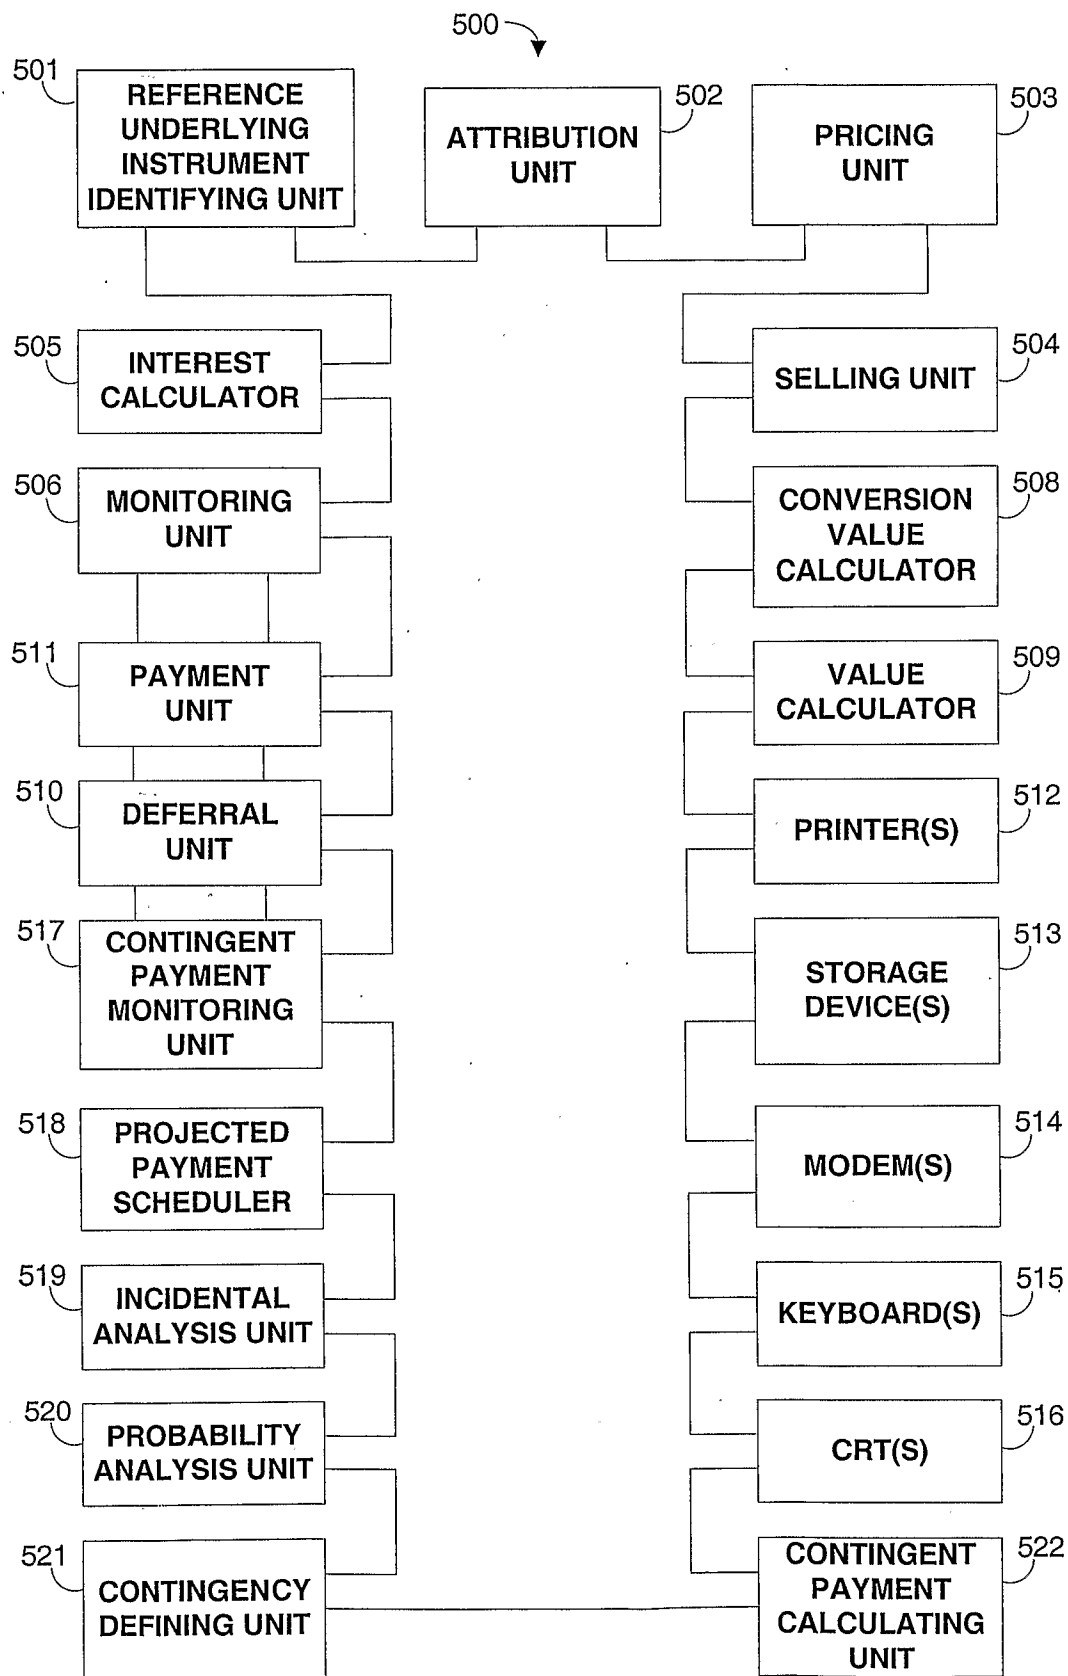 500
501
REFERENCE
UNDERLYING
INSTRUMENT
IDENTIFYING UNIT
502
ATTRIBUTION
UNIT
503
PRICING
UNIT
505
INTEREST
CALCULATOR
504
SELLING UNIT
506
MONITORING
UNIT
508
CONVERSION
VALUE
CALCULATOR
511
PAYMENT
UNIT
509
VALUE
CALCULATOR
510
DEFERRAL
UNIT
512
PRINTER(S)
517
CONTINGENT
PAYMENT
MONITORING
UNIT
513
STORAGE
DEVICE(S)
518
PROJECTED
PAYMENT
SCHEDULER
514
MODEM(S)
519
INCIDENTAL
ANALYSIS UNIT
515
KEYBOARD(S)
520
PROBABILITY
ANALYSIS UNIT
516
CRT(S)
521
CONTINGENCY
DEFINING UNIT
522
CONTINGENT
PAYMENT
CALCULATING
UNIT